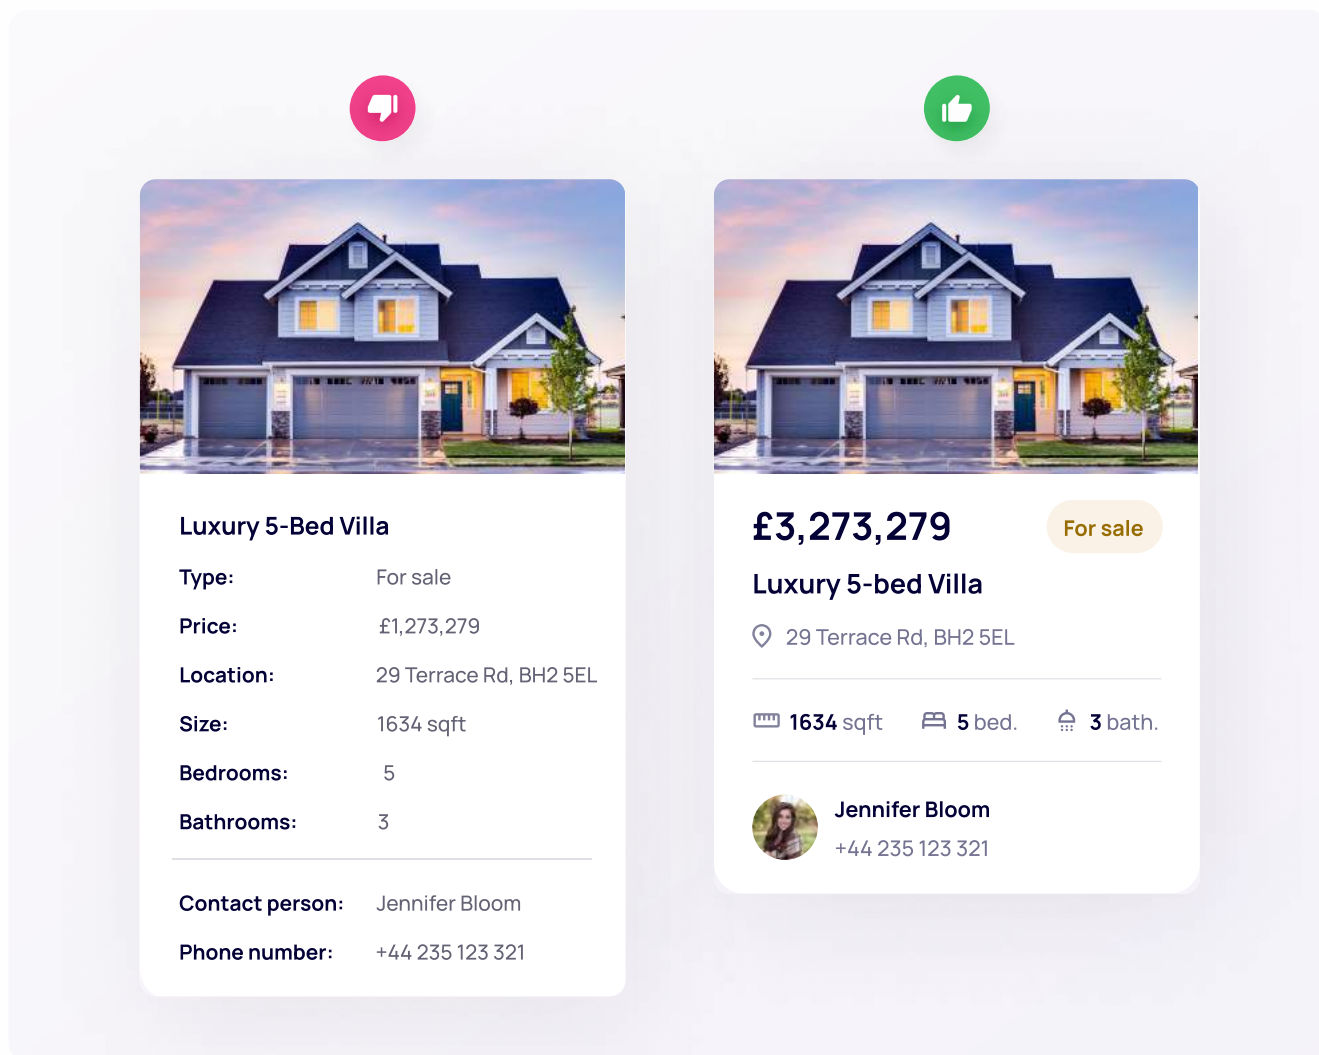 Luxury 5-Bed Villa
Type: For sale
Price: £1,273,279
Location: 29 Terrace Rd, BH2 5EL
Size: 1634 sqft
Bedrooms: 5
Bathrooms: 3
Contact person: Jennifer Bloom
Phone number: +44 235 123 321
£3,273,279 For sale
Luxury 5-bed Villa
29 Terrace Rd, BH2 5EL
1634 sqft 5 bed. 3 bath.
Jennifer Bloom
+44 235 123 321